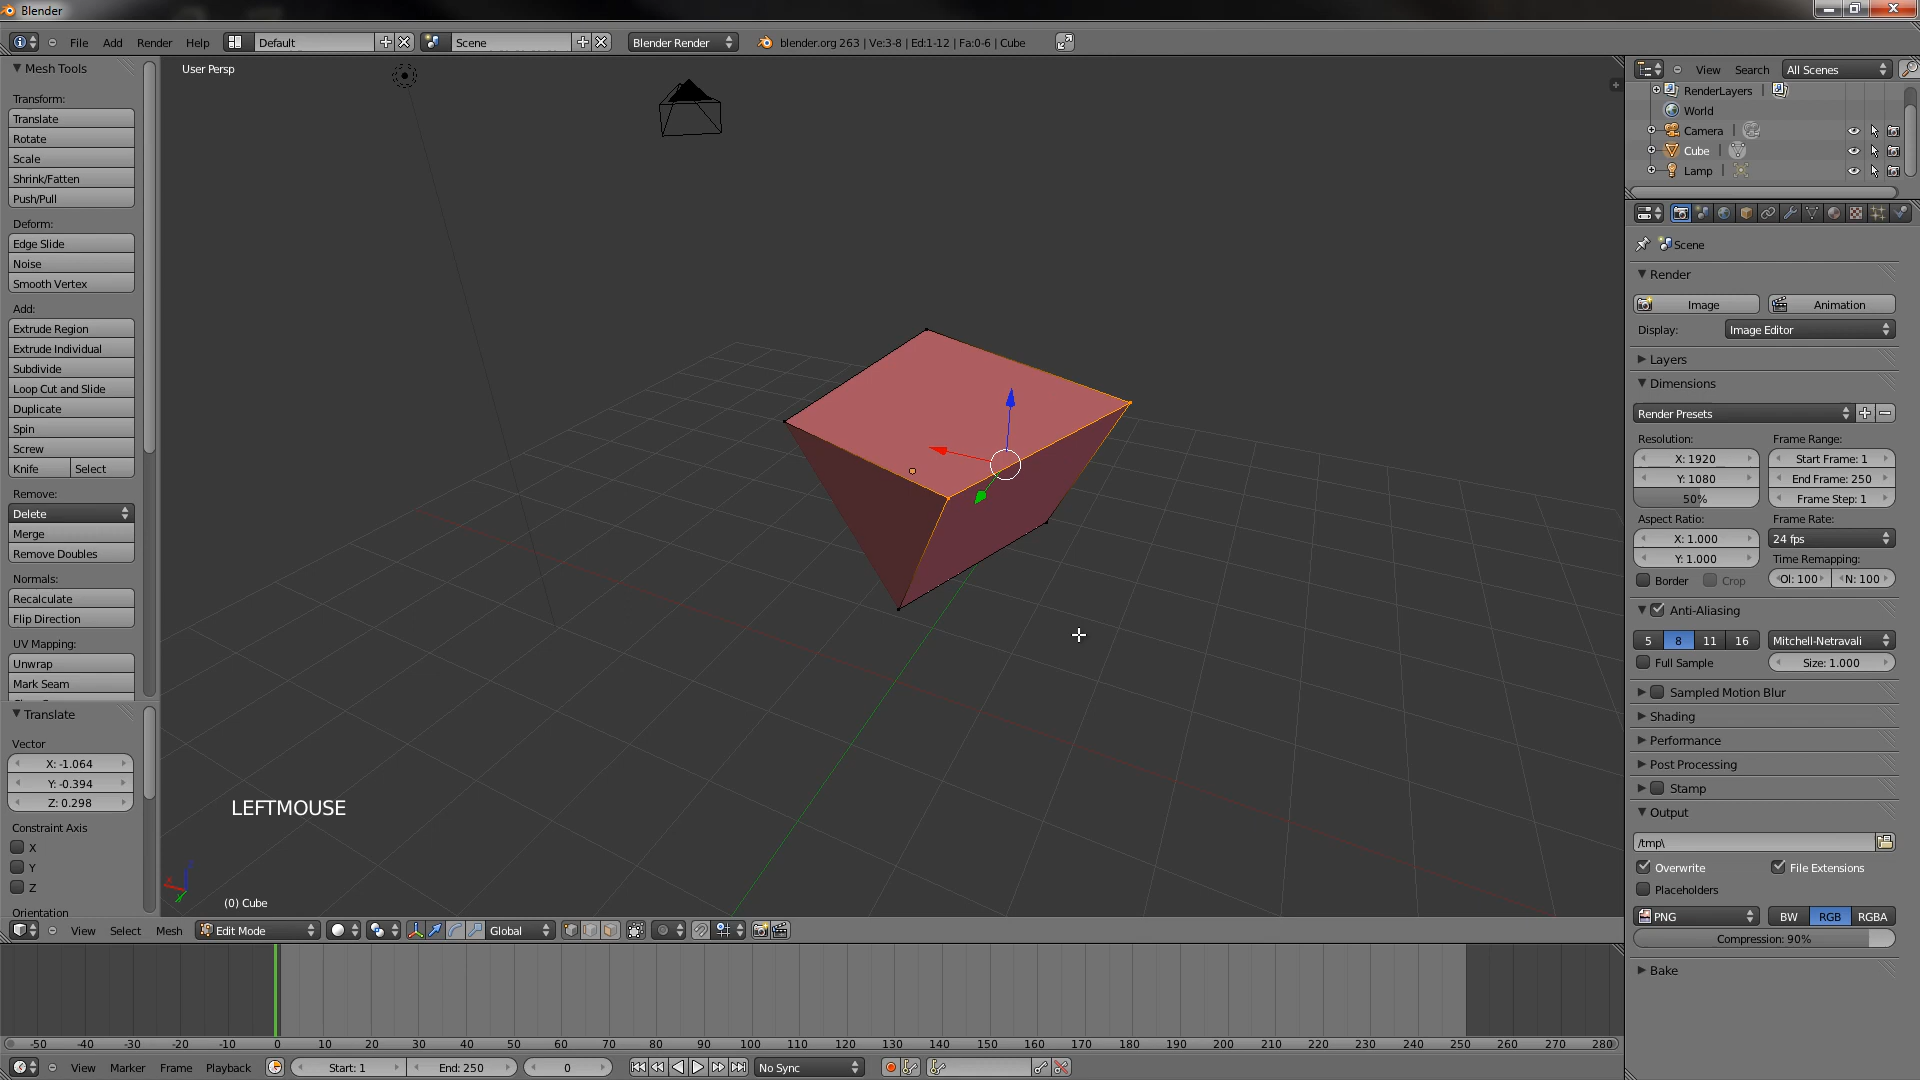 Blender
File Add Render Help Default Scene Blender Render blender.org 263 | Ve:3-8 | Ed:1-12 | Fa:0-6 | Cube
Mesh Tools
Transform:
Translate
Rotate
Scale
Shrink/Fatten
Push/Pull
Deform:
Edge Slide
Noise
Smooth Vertex
Add:
Extrude Region
Extrude Individual
Subdivide
Loop Cut and Slide
Duplicate
Spin
Screw
Knife Select
Remove:
Delete
Merge
Remove Doubles
Normals:
Recalculate
Flip Direction
UV Mapping:
Unwrap
Mark Seam
Translate
Vector
X: -1.064
Y: -0.394
Z: 0.298
Constraint Axis
X
Y
Z
Orientation
User Persp
LEFTMOUSE
(0) Cube
View Select Mesh Edit Mode Global
-50 -40 -30 -20 -10 0 10 20 30 40 50 60 70 80 90 100 110 120 130 140 150 160 170 180 190 200 210 220 230 240 250 260 270 280
View Marker Frame Playback Start: 1 End: 250 0 No Sync
View Search All Scenes
RenderLayers
World
Camera
Cube
Lamp
Scene
Render
Image Animation
Display: Image Editor
Layers
Dimensions
Render Presets
Resolution: Frame Range:
X: 1920 Start Frame: 1
Y: 1080 End Frame: 250
50% Frame Step: 1
Aspect Ratio: Frame Rate:
X: 1.000 24 fps
Y: 1.000 Time Remapping:
Border Crop Ol: 100 N: 100
Anti-Aliasing
5 8 11 16 Mitchell-Netravali
Full Sample Size: 1.000
Sampled Motion Blur
Shading
Performance
Post Processing
Stamp
Output
/tmp\
Overwrite File Extensions
Placeholders
PNG BW RGB RGBA
Compression: 90%
Bake